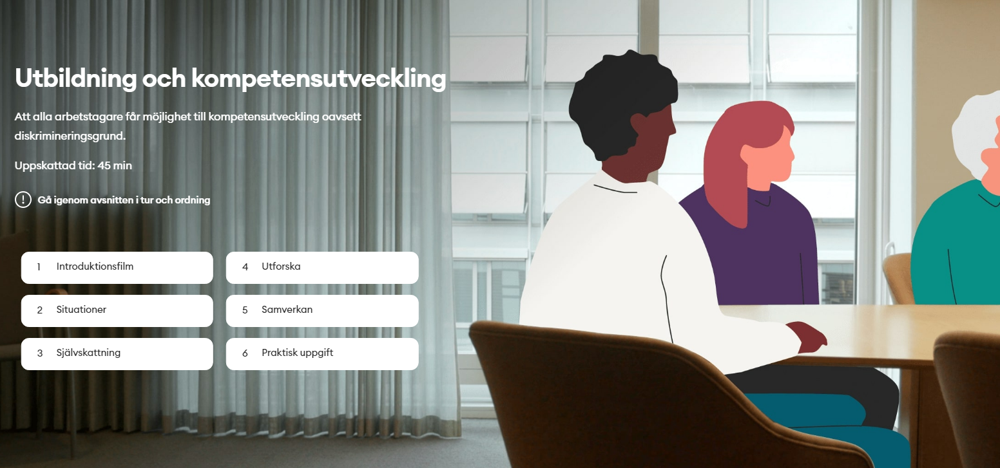 Utbildning och kompetensutveckling
Att alla arbetstagare får möjlighet till kompetensutveckling oavsett
diskrimineringsgrund.
Uppskattad tid: 45 min
! Gå igenom avsnitten i tur och ordning
1 Introduktionsfilm
2 Situationer
3 Självskattning
4 Utforska
5 Samverkan
6 Praktisk uppgift